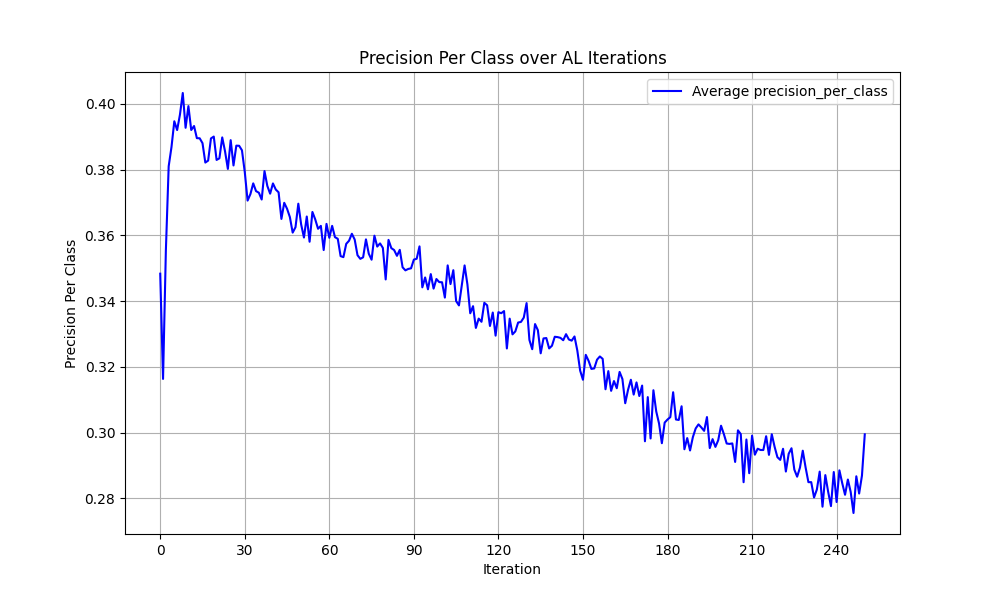 Precision Per Class over AL Iterations
Average precision_per_class
Precision Per Class
0.40
0.38
0.36
0.34
0.32
0.30
0.28
0 30 60 90 120 150 180 210 240
Iteration